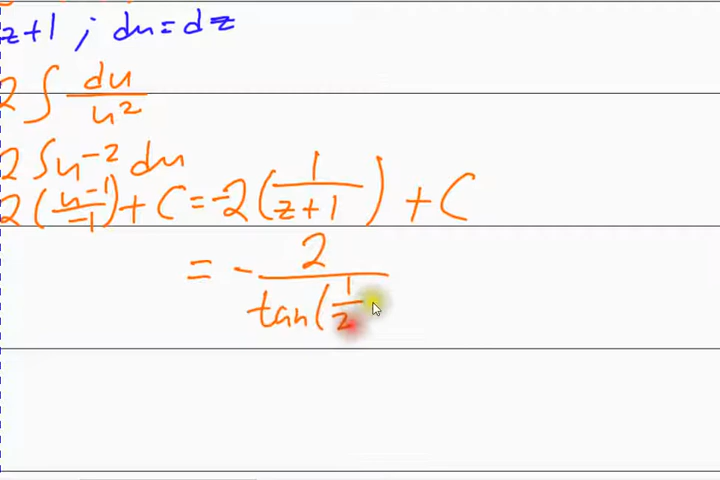 z+1 ; du = dz
2 ∫ du/u²
2 ∫ u⁻² du
2 (u⁻¹/-1) + C = -2 (1/(z+1)) + C
= - 2/tan(1/2